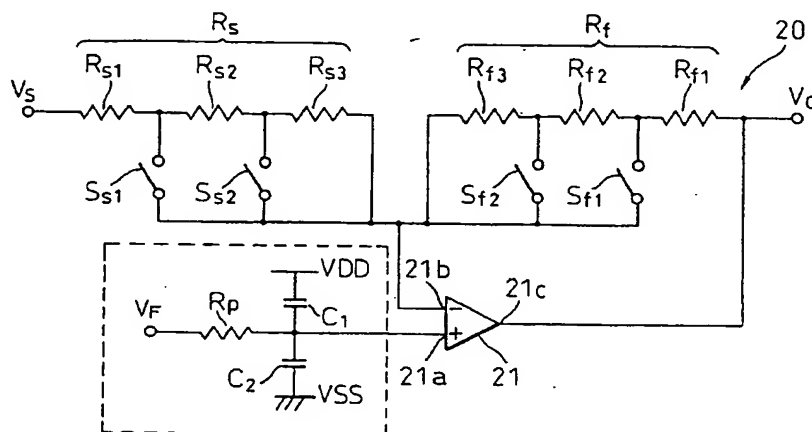 Rs
Rf
20
Rs1
Rs2
Rs3
Rf3
Rf2
Rf1
Vs
Vo
Ss1
Ss2
Sf2
Sf1
VDD
21b
21c
VF
Rp
C1
−
+
C2
21a
21
VSS